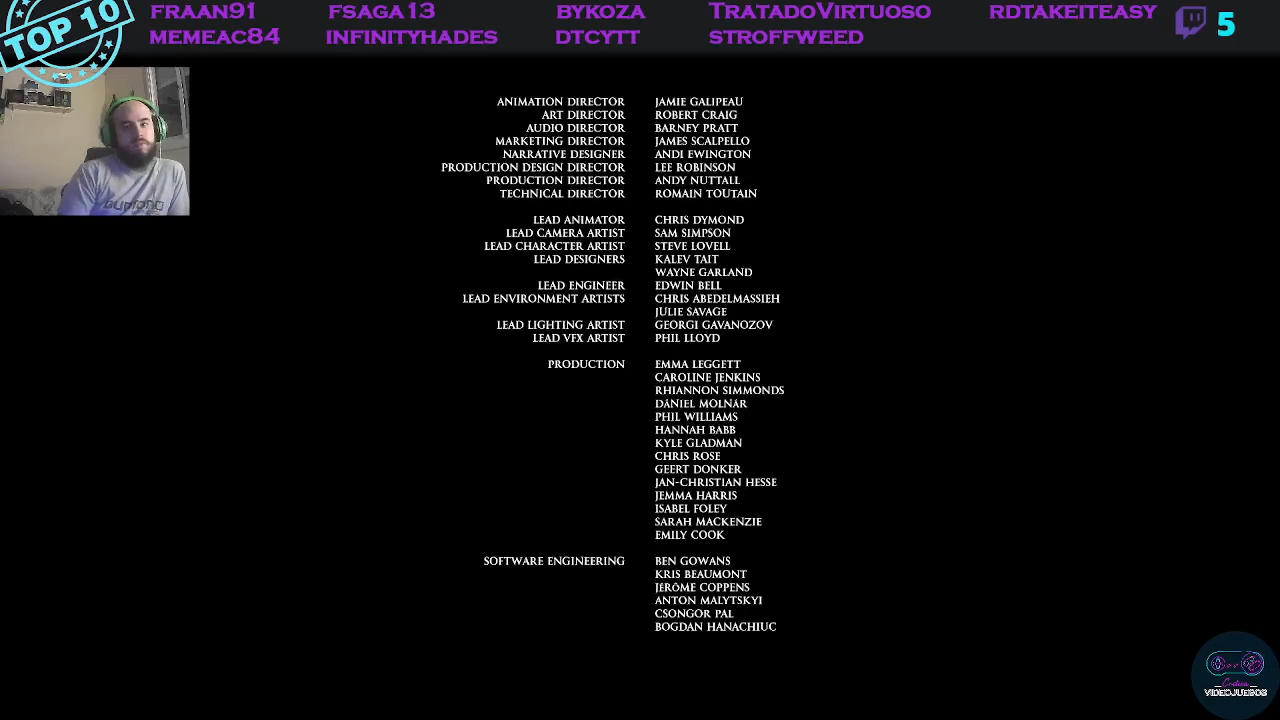 TOP 10
FRAAN91 FSAGA13 BYKOZA TRATADOVIRTUOSO RDTAKEITEASY
MEMEAC84 INFINITYHADES DTCYTT STROFFWEED
5
ANIMATION DIRECTOR JAMIE GALIPEAU
ART DIRECTOR ROBERT CRAIG
AUDIO DIRECTOR BARNEY PRATT
MARKETING DIRECTOR JAMES SCALPELLO
NARRATIVE DESIGNER ANDI EWINGTON
PRODUCTION DESIGN DIRECTOR LEE ROBINSON
PRODUCTION DIRECTOR ANDY NUTTALL
TECHNICAL DIRECTOR ROMAIN TOUTAIN
LEAD ANIMATOR CHRIS DYMOND
LEAD CAMERA ARTIST SAM SIMPSON
LEAD CHARACTER ARTIST STEVE LOVELL
LEAD DESIGNERS KALEV TAIT
WAYNE GARLAND
LEAD ENGINEER EDWIN BELL
LEAD ENVIRONMENT ARTISTS CHRIS ABEDELMASSIEH
JULIE SAVAGE
LEAD LIGHTING ARTIST GEORGI GAVANOZOV
LEAD VFX ARTIST PHIL LLOYD
PRODUCTION EMMA LEGGETT
CAROLINE JENKINS
RHIANNON SIMMONDS
DÁNIEL MOLNÁR
PHIL WILLIAMS
HANNAH BABB
KYLE GLADMAN
CHRIS ROSE
GEERT DONKER
JAN-CHRISTIAN HESSE
JEMMA HARRIS
ISABEL FOLEY
SARAH MACKENZIE
EMILY COOK
SOFTWARE ENGINEERING BEN GOWANS
KRIS BEAUMONT
JÉRÔME COPPENS
ANTON MALYTSKYI
CSONGOR PAL
BOGDAN HANACHIUC
Crítica
VIDEOJUEGOS